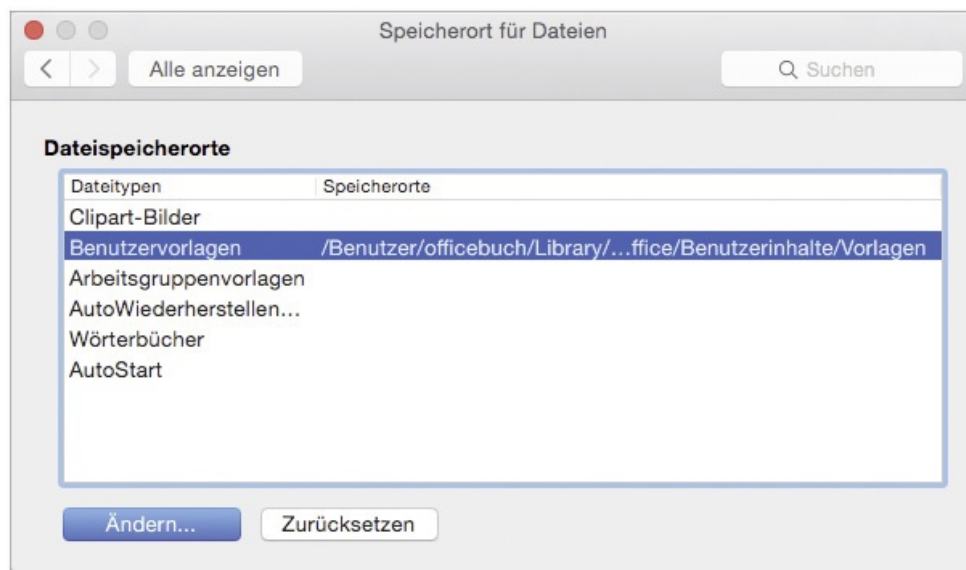 Speicherort für Dateien
Alle anzeigen
Suchen
Dateispeicherorte
Dateitypen Speicherorte
Clipart-Bilder
Benutzervorlagen /Benutzer/officebuch/Library/...ffice/Benutzerinhalte/Vorlagen
Arbeitsgruppenvorlagen
AutoWiederherstellen...
Wörterbücher
AutoStart
Ändern... Zurücksetzen